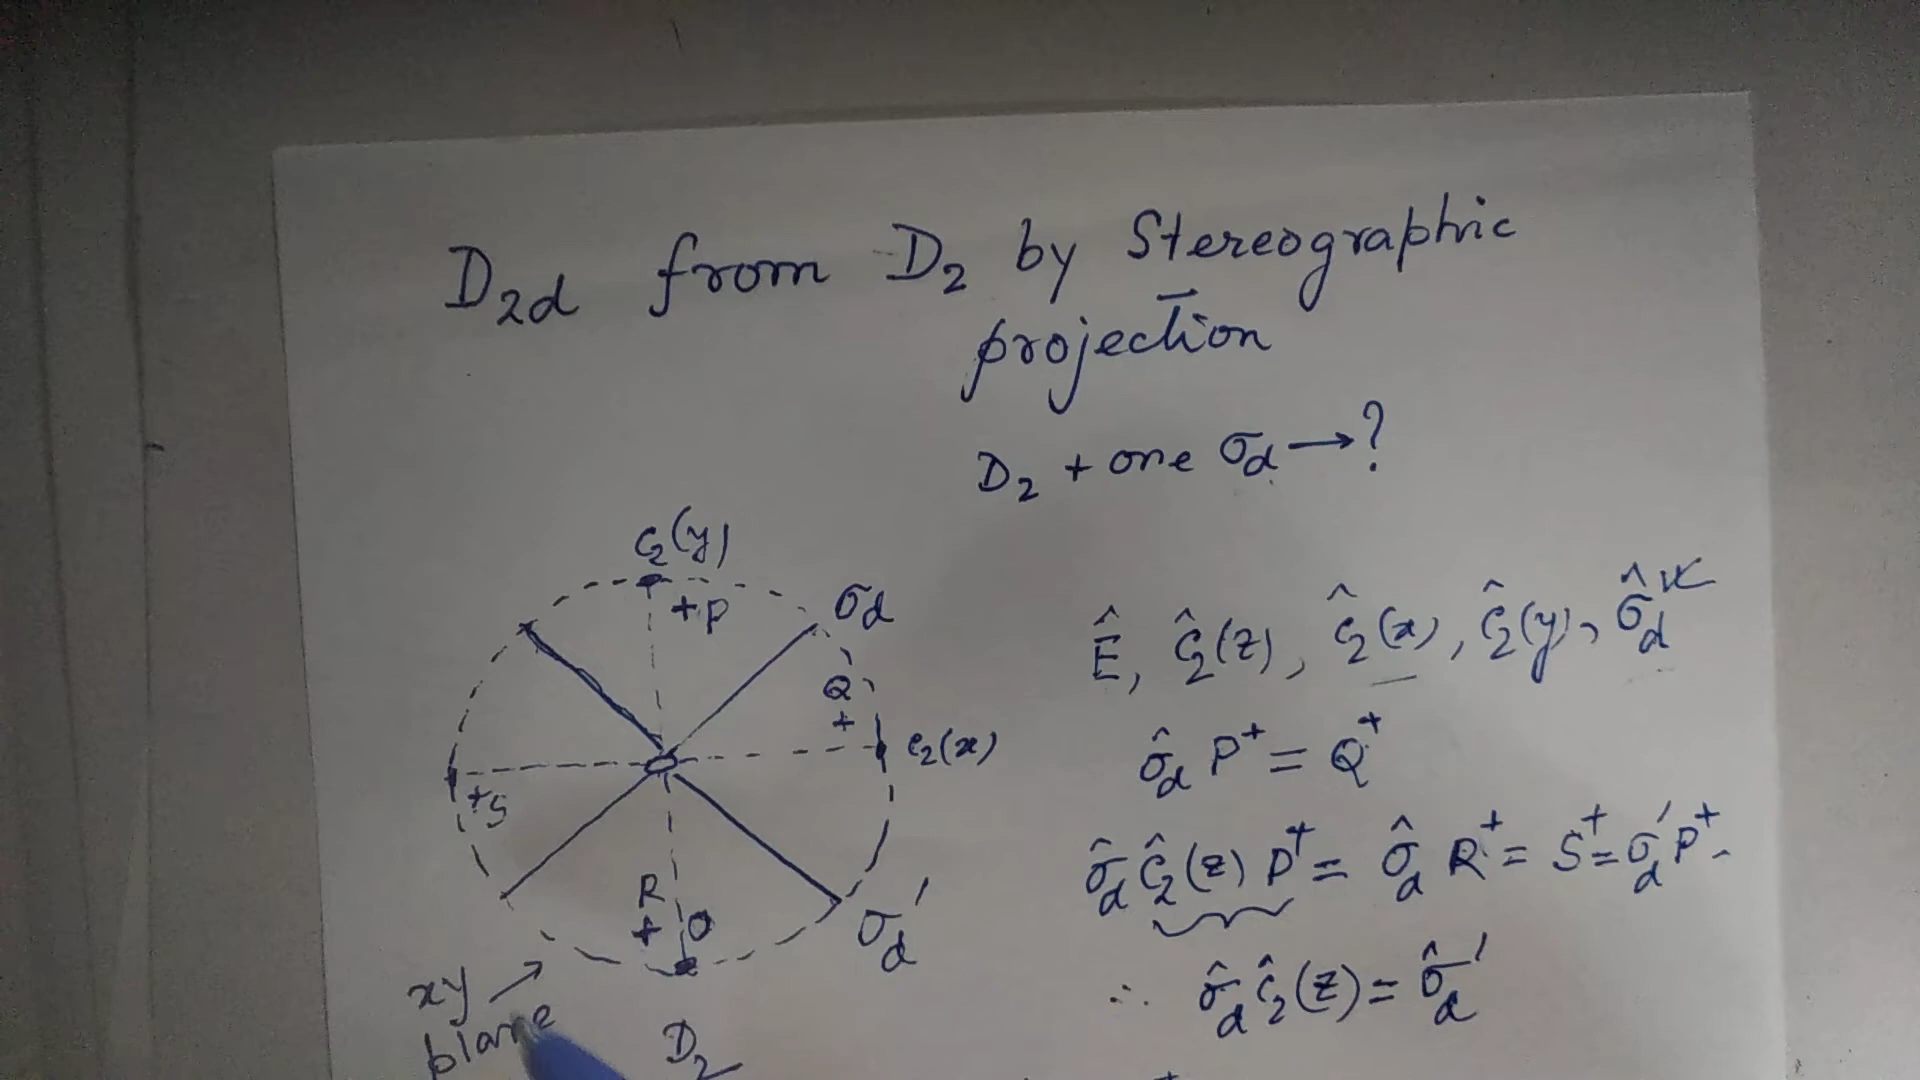 D₂d from D₂ by Stereographic
projection
D₂ + one σd → ?
C₂(y)
+P
σd
Q
+
C₂(x)
+S
R
+ O
σd′
xy →
plane
D₂
Ê, Ĉ₂(z), Ĉ₂(x), Ĉ₂(y), σ̂d
σ̂d P⁺ = Q⁺
σ̂d Ĉ₂(z) P⁺ = σ̂d R⁺ = S⁺ = σd′ P⁺
∴ σ̂d Ĉ₂(z) = σ̂d′